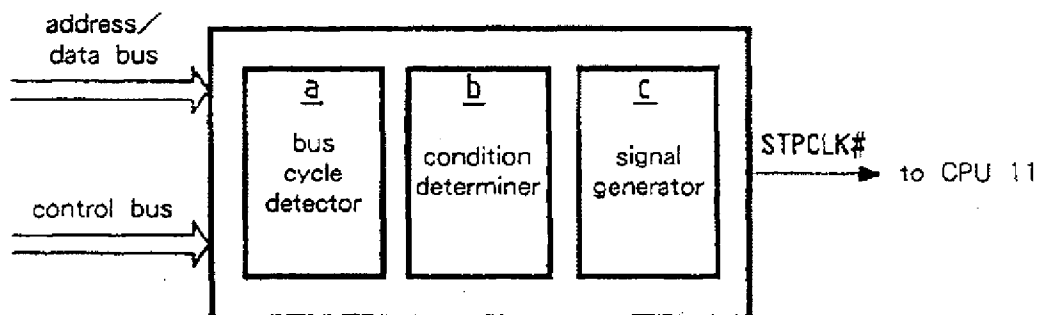 address/
data bus
control bus
a
bus
cycle
detector
b
condition
determiner
c
signal
generator
STPCLK#
to CPU 11